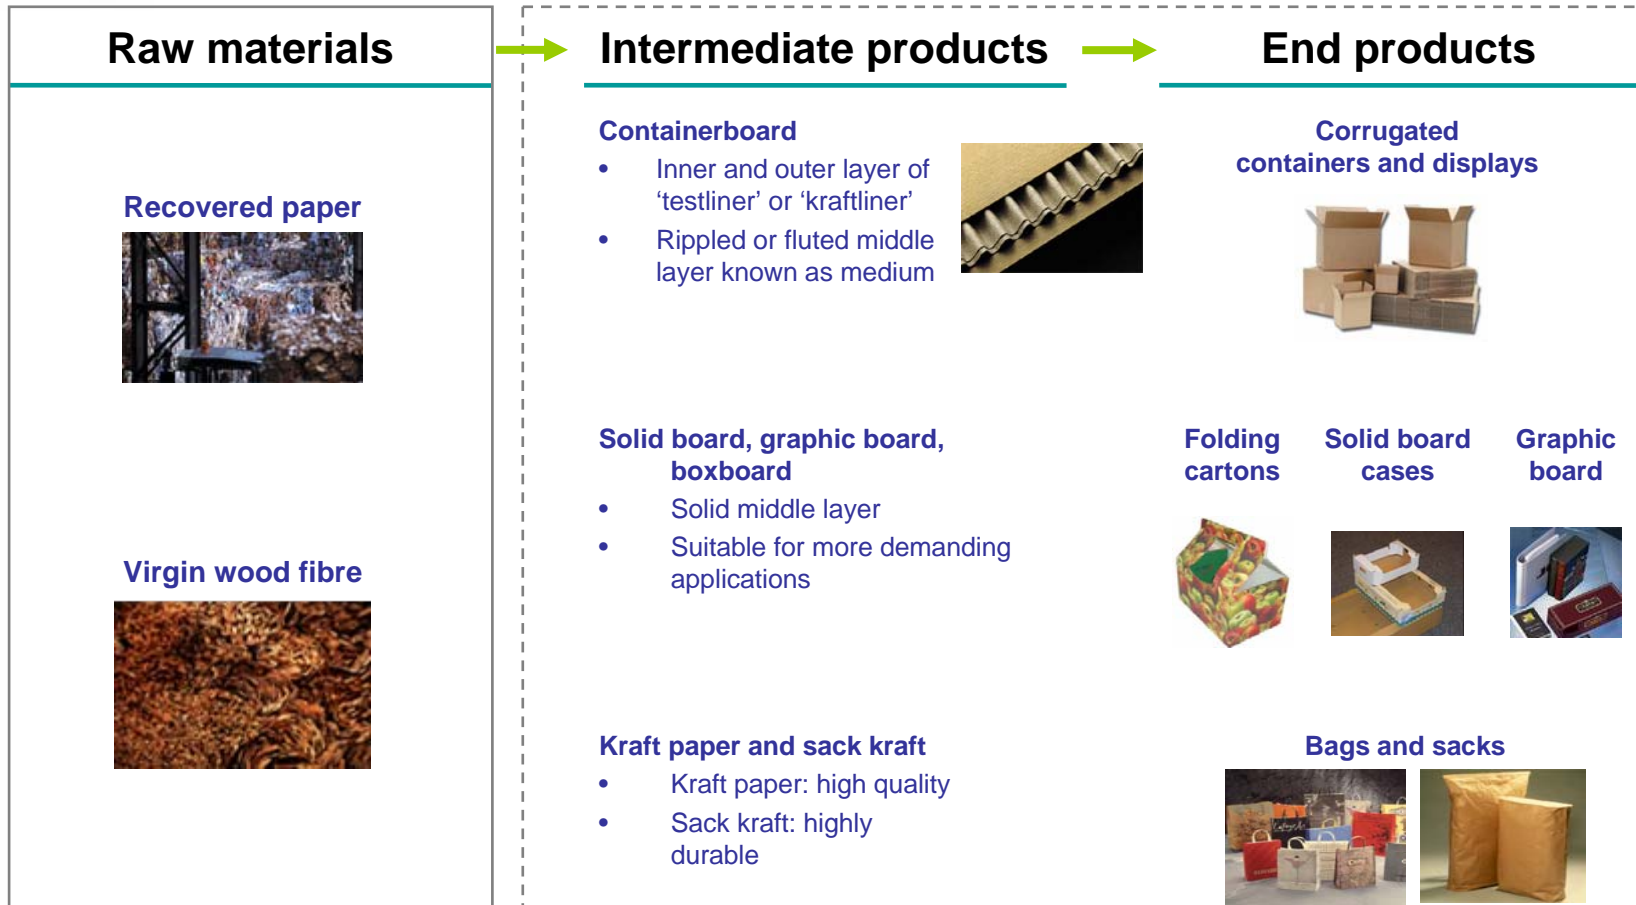 Raw materials
Intermediate products
End products
Recovered paper
Virgin wood fibre
Containerboard
• Inner and outer layer of
‘testliner’ or ‘kraftliner’
• Rippled or fluted middle
layer known as medium
Corrugated
containers and displays
Solid board, graphic board,
boxboard
• Solid middle layer
• Suitable for more demanding
applications
Folding
cartons
Solid board
cases
Graphic
board
Kraft paper and sack kraft
• Kraft paper: high quality
• Sack kraft: highly
durable
Bags and sacks